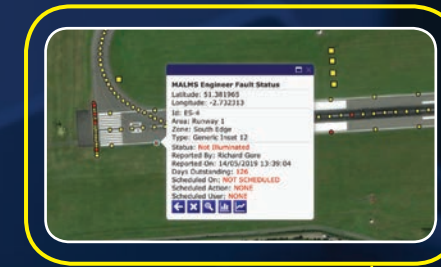 MALMS Engineer Fault Status
Latitude: 51.381965
Longitude: -2.732313
Id: ES-4
Area: Runway 1
Zone: South Edge
Type: Generic Inset 12
Status: Not Illuminated
Reported By: Richard Gore
Reported On: 14/05/2019 13:39:04
Days Outstanding: 126
Scheduled On: NOT SCHEDULED
Scheduled Action: NONE
Scheduled User: NONE